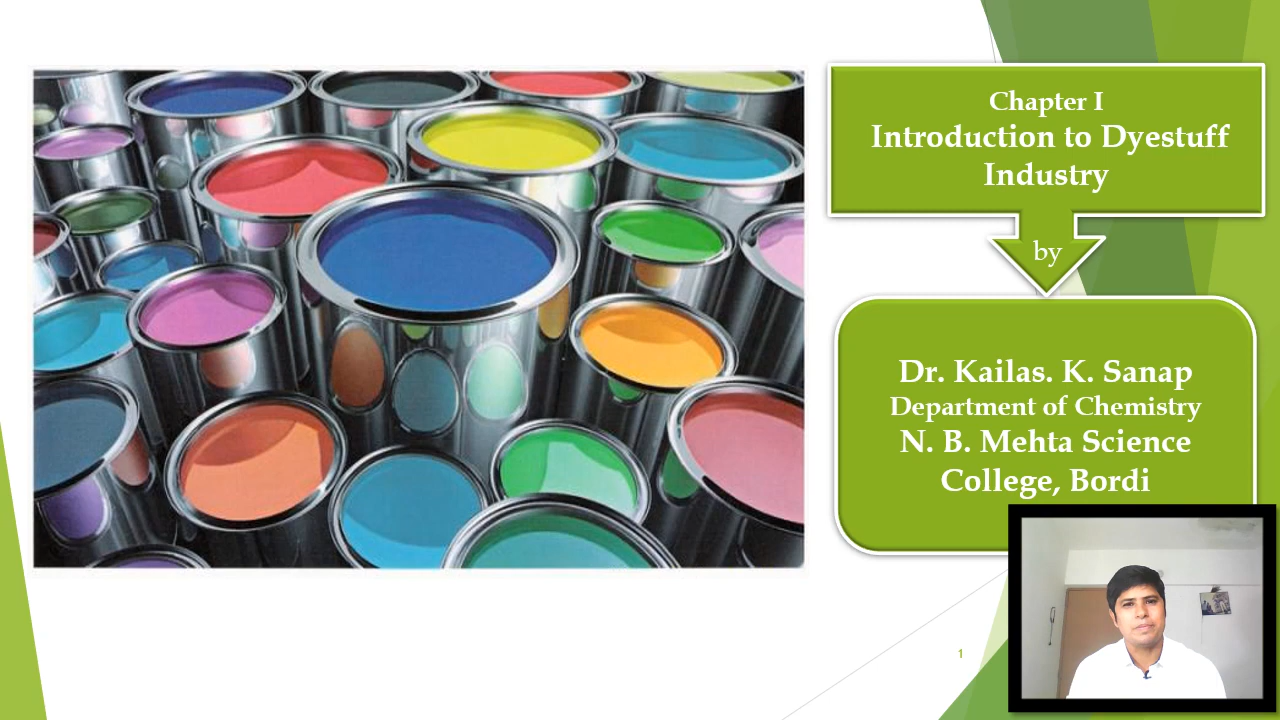 Chapter I
Introduction to Dyestuff
Industry
by
Dr. Kailas. K. Sanap
Department of Chemistry
N. B. Mehta Science
College, Bordi
1